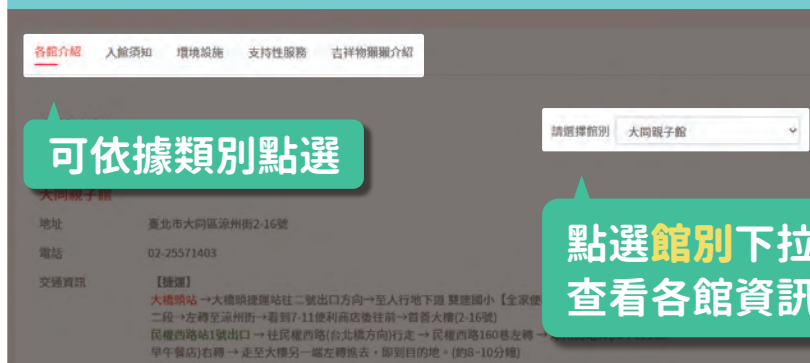 各館介紹 入館須知 環境設施 支持性服務 吉祥物獺獺介紹
請選擇館別 大同親子館
可依據類別點選
大同親子館
地址 臺北市大同區涼州街2-16號
電話 02-25571403
點選館別下拉
查看各館資訊
交通資訊 【捷運】
大橋頭站→大橋頭捷運站往二號出口方向→至人行地下道 雙連國小【全家便
二段→左轉至涼州街→看到7-11便利商店後往前→首善大樓(2-16號)
民權西路站1號出口→往民權西路(台北橋方向)行走→民權西路160巷左轉→
早午餐店)右轉→走至大樓另一端左轉進去，即到目的地。(約8-10分鐘)